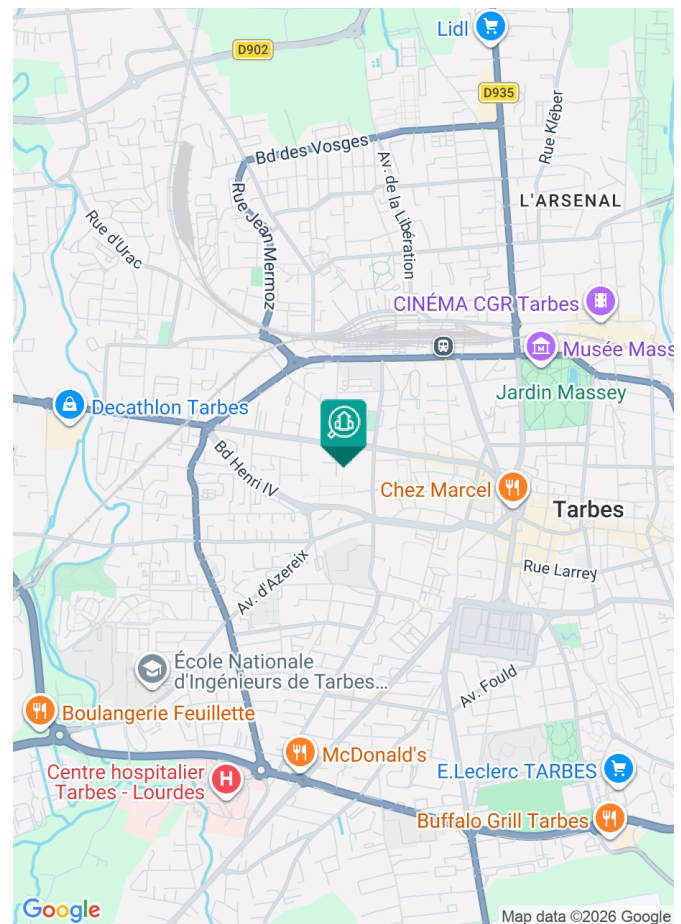 Lidl
D902
D935
Rue Kléber
Bd des Vosges
Av. de la Libération
L'ARSENAL
Rue Jean Mermoz
Rue d'Urac
CINÉMA CGR Tarbes
Musée Mass
Jardin Massey
Decathlon Tarbes
Bd Henri IV
Chez Marcel
Tarbes
Rue Larrey
Av. d'Azereix
École Nationale
d'Ingénieurs de Tarbes...
Av. Fould
Boulangerie Feuillette
McDonald's
Centre hospitalier
Tarbes - Lourdes
H
E.Leclerc TARBES
Buffalo Grill Tarbes
Google
Map data ©2026 Google